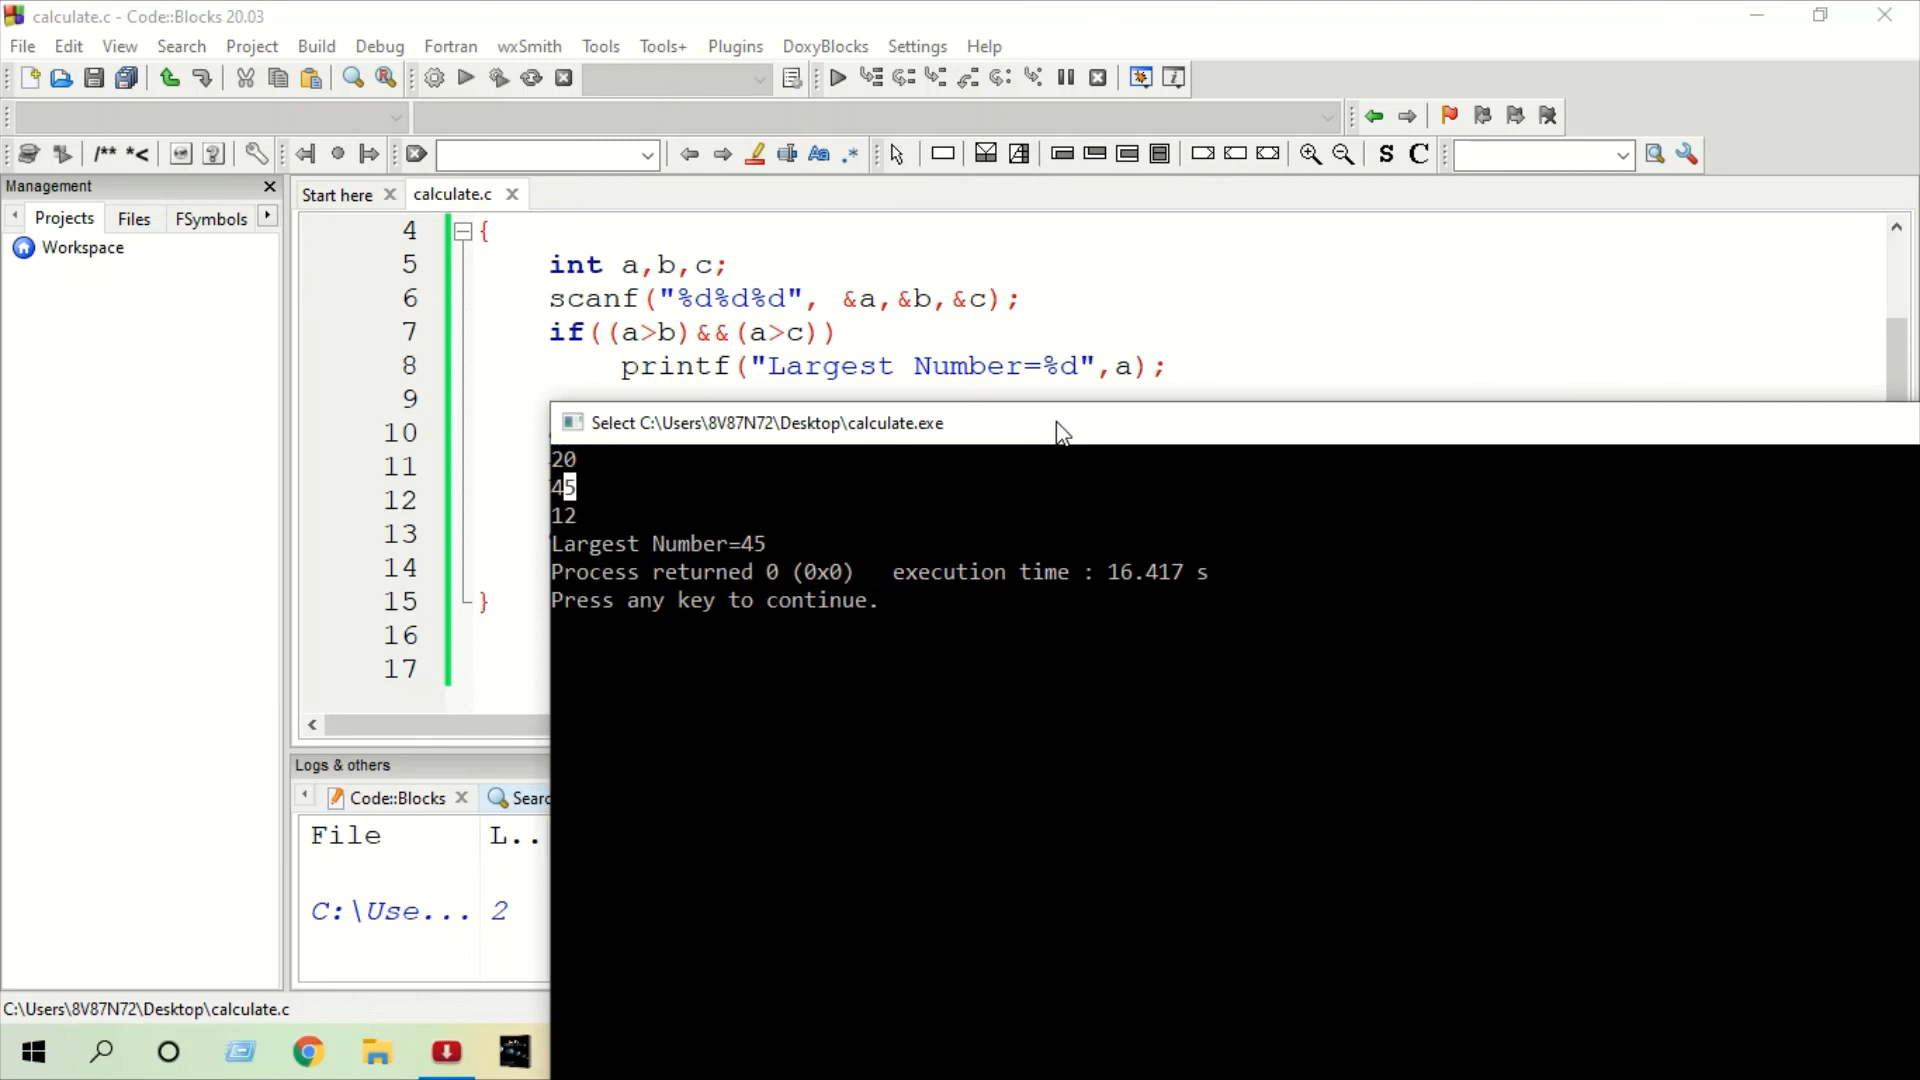 calculate.c - Code::Blocks 20.03
File Edit View Search Project Build Debug Fortran wxSmith Tools Tools+ Plugins DoxyBlocks Settings Help
/** *<
S C
Management
Projects Files FSymbols
Workspace
Start here calculate.c
4 {
5 int a,b,c;
6 scanf("%d%d%d", &a,&b,&c);
7 if((a>b)&&(a>c))
8 printf("Largest Number=%d",a);
9
10
11
12
13
14
15 }
16
17
Select C:\Users\8V87N72\Desktop\calculate.exe
20
45
12
Largest Number=45
Process returned 0 (0x0) execution time : 16.417 s
Press any key to continue.
Logs & others
Code::Blocks Searc
File L..
C:\Use... 2
C:\Users\8V87N72\Desktop\calculate.c